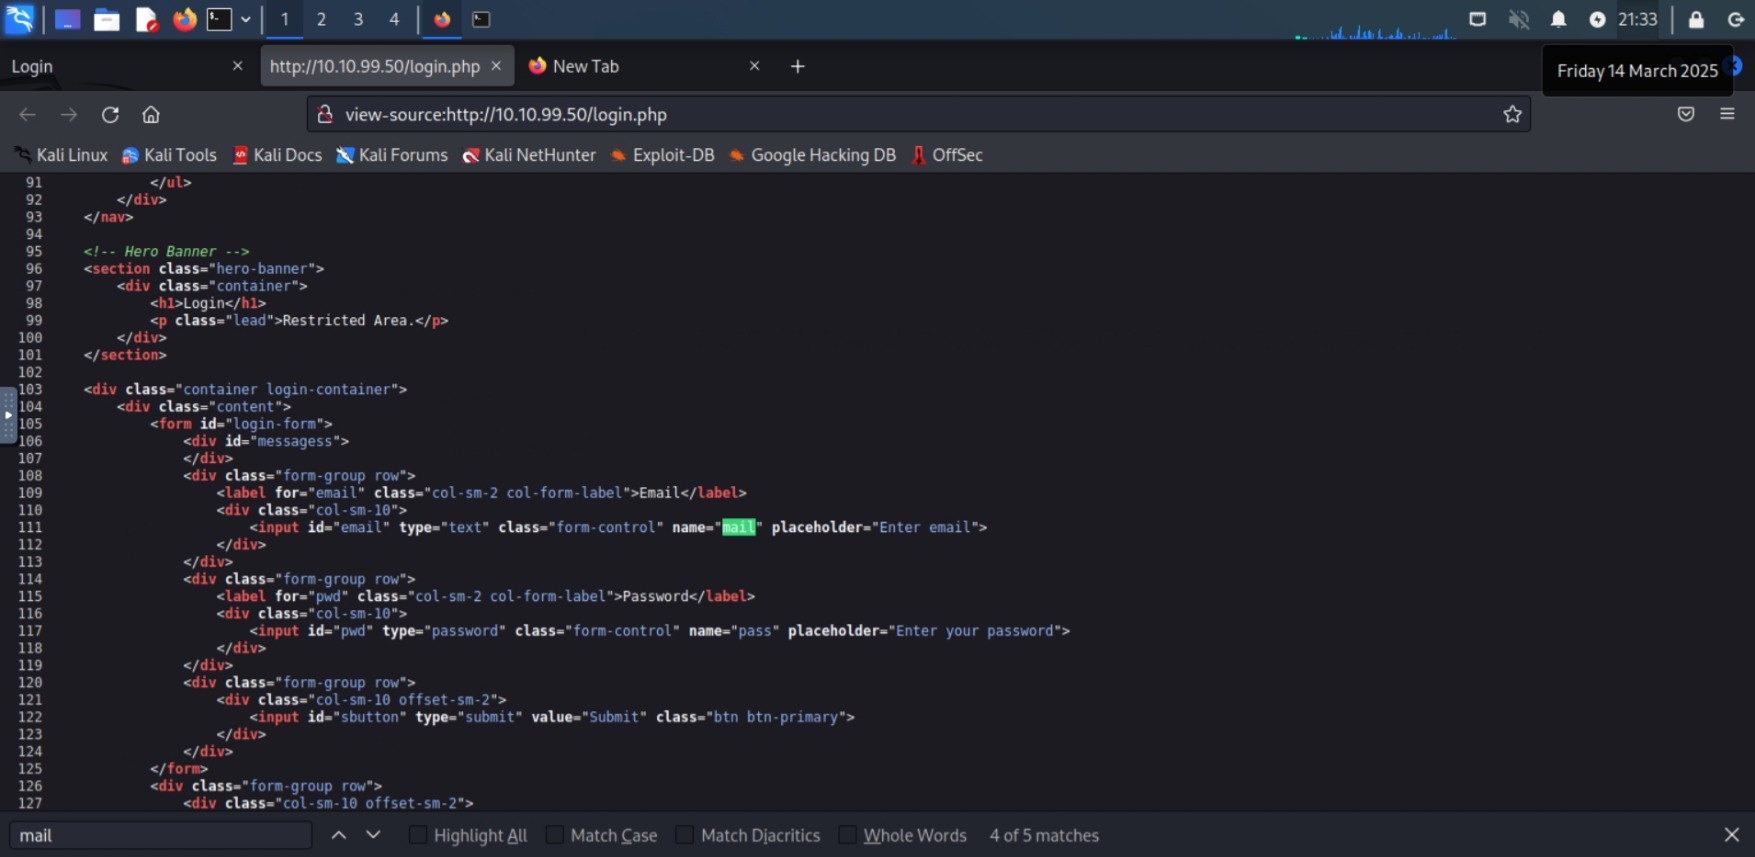 1 2 3 4 21:33
Login http://10.10.99.50/login.php New Tab
Friday 14 March 2025
view-source:http://10.10.99.50/login.php
Kali Linux Kali Tools Kali Docs Kali Forums Kali NetHunter Exploit-DB Google Hacking DB OffSec
91 </ul>
92 </div>
93 </nav>
94
95 <!-- Hero Banner -->
96 <section class="hero-banner">
97 <div class="container">
98 <h1>Login</h1>
99 <p class="lead">Restricted Area.</p>
100 </div>
101 </section>
102
103 <div class="container login-container">
104 <div class="content">
105 <form id="login-form">
106 <div id="messagess">
107 </div>
108 <div class="form-group row">
109 <label for="email" class="col-sm-2 col-form-label">Email</label>
110 <div class="col-sm-10">
111 <input id="email" type="text" class="form-control" name="mail" placeholder="Enter email">
112 </div>
113 </div>
114 <div class="form-group row">
115 <label for="pwd" class="col-sm-2 col-form-label">Password</label>
116 <div class="col-sm-10">
117 <input id="pwd" type="password" class="form-control" name="pass" placeholder="Enter your password">
118 </div>
119 </div>
120 <div class="form-group row">
121 <div class="col-sm-10 offset-sm-2">
122 <input id="sbutton" type="submit" value="Submit" class="btn btn-primary">
123 </div>
124 </div>
125 </form>
126 <div class="form-group row">
127 <div class="col-sm-10 offset-sm-2">
mail Highlight All Match Case Match Diacritics Whole Words 4 of 5 matches